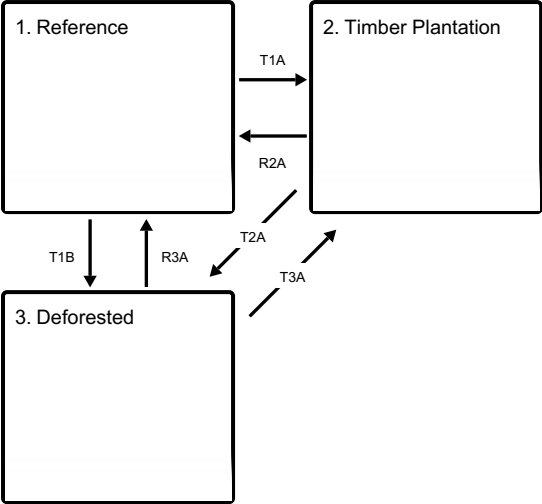 1. Reference
2. Timber Plantation
T1A
R2A
T2A
T1B
R3A
T3A
3. Deforested